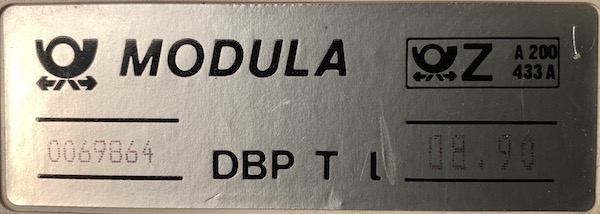 MODULA
Z A 200
433 A
0069864 DBP T l 08.90